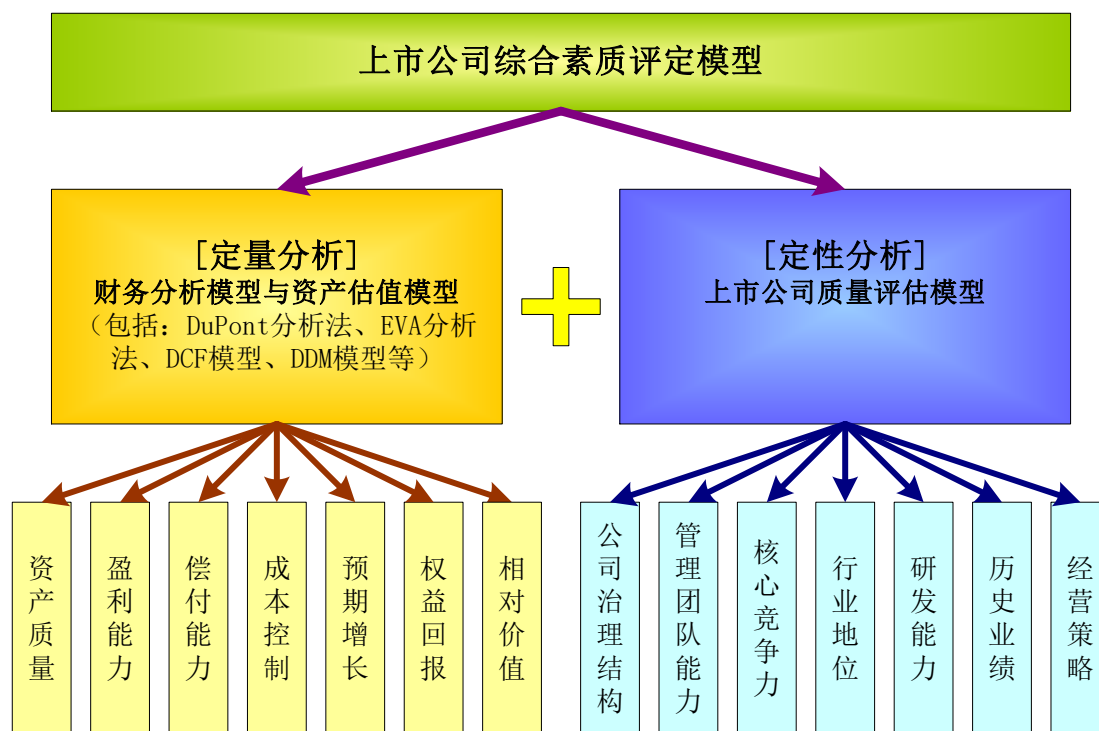 上市公司综合素质评定模型
[定量分析]
财务分析模型与资产估值模型
（包括：DuPont分析法、EVA分析
法、DCF模型、DDM模型等）
[定性分析]
上市公司质量评估模型
资产质量
盈利能力
偿付能力
成本控制
预期增长
权益回报
相对价值
公司治理结构
管理团队能力
核心竞争力
行业地位
研发能力
历史业绩
经营策略